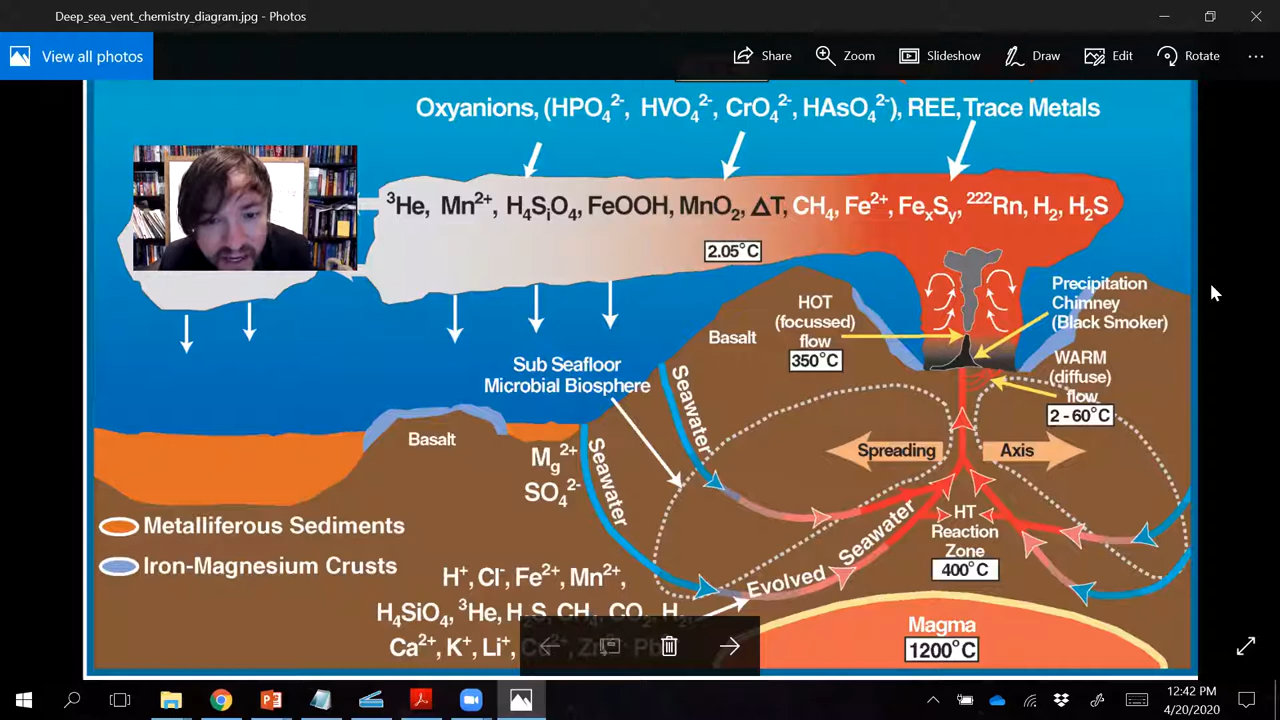 Deep_sea_vent_chemistry_diagram.jpg - Photos
View all photos
Share
Zoom
Slideshow
Draw
Edit
Rotate
Oxyanions, (HPO₄²⁻, HVO₄²⁻, CrO₄²⁻, HAsO₄²⁻), REE, Trace Metals
³He, Mn²⁺, H₄SᵢO₄, FeOOH, MnO₂, ΔT, CH₄, Fe²⁺, FeₓSᵧ, ²²²Rn, H₂, H₂S
2.05°C
Precipitation
Chimney
(Black Smoker)
HOT
(focussed)
flow
350°C
Basalt
WARM
(diffuse)
flow
2 - 60°C
Sub Seafloor
Microbial Biosphere
Seawater
Basalt
Seawater
Mg²⁺
SO₄²⁻
Spreading
Axis
HT
Reaction
Zone
400°C
Evolved Seawater
Metalliferous Sediments
Iron-Magnesium Crusts
H⁺, Cl⁻, Fe²⁺, Mn²⁺,
H₄SiO₄, ³He, H₂S, CH₄, CO₂, H₂,
Ca²⁺, K⁺, Li⁺,
Magma
1200°C
12:42 PM
4/20/2020